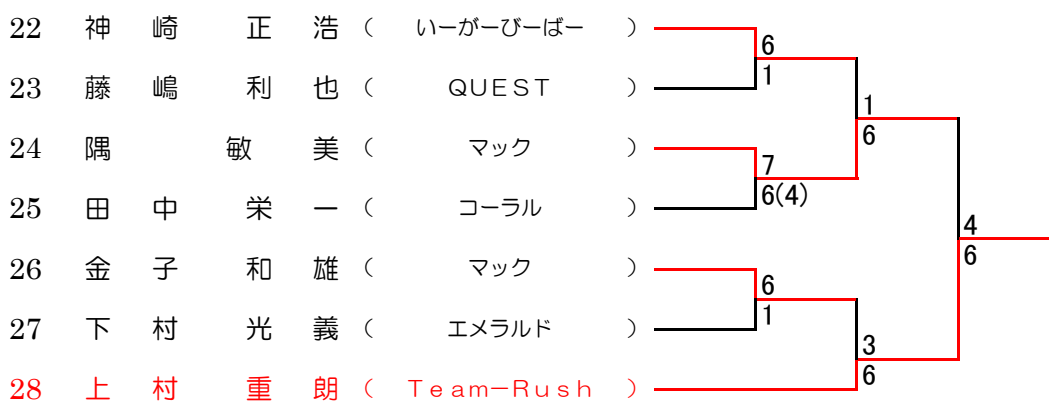 22 神 崎 正 浩 ( いーがーびーばー )
6
23 藤 嶋 利 也 ( QUEST )
1
1
24 隅 敏 美 ( マック )
6
7
25 田 中 栄 一 ( コーラル )
6(4)
4
26 金 子 和 雄 ( マック )
6
6
27 下 村 光 義 ( エメラルド )
1
3
28 上 村 重 朗 ( Team-Rush )
6